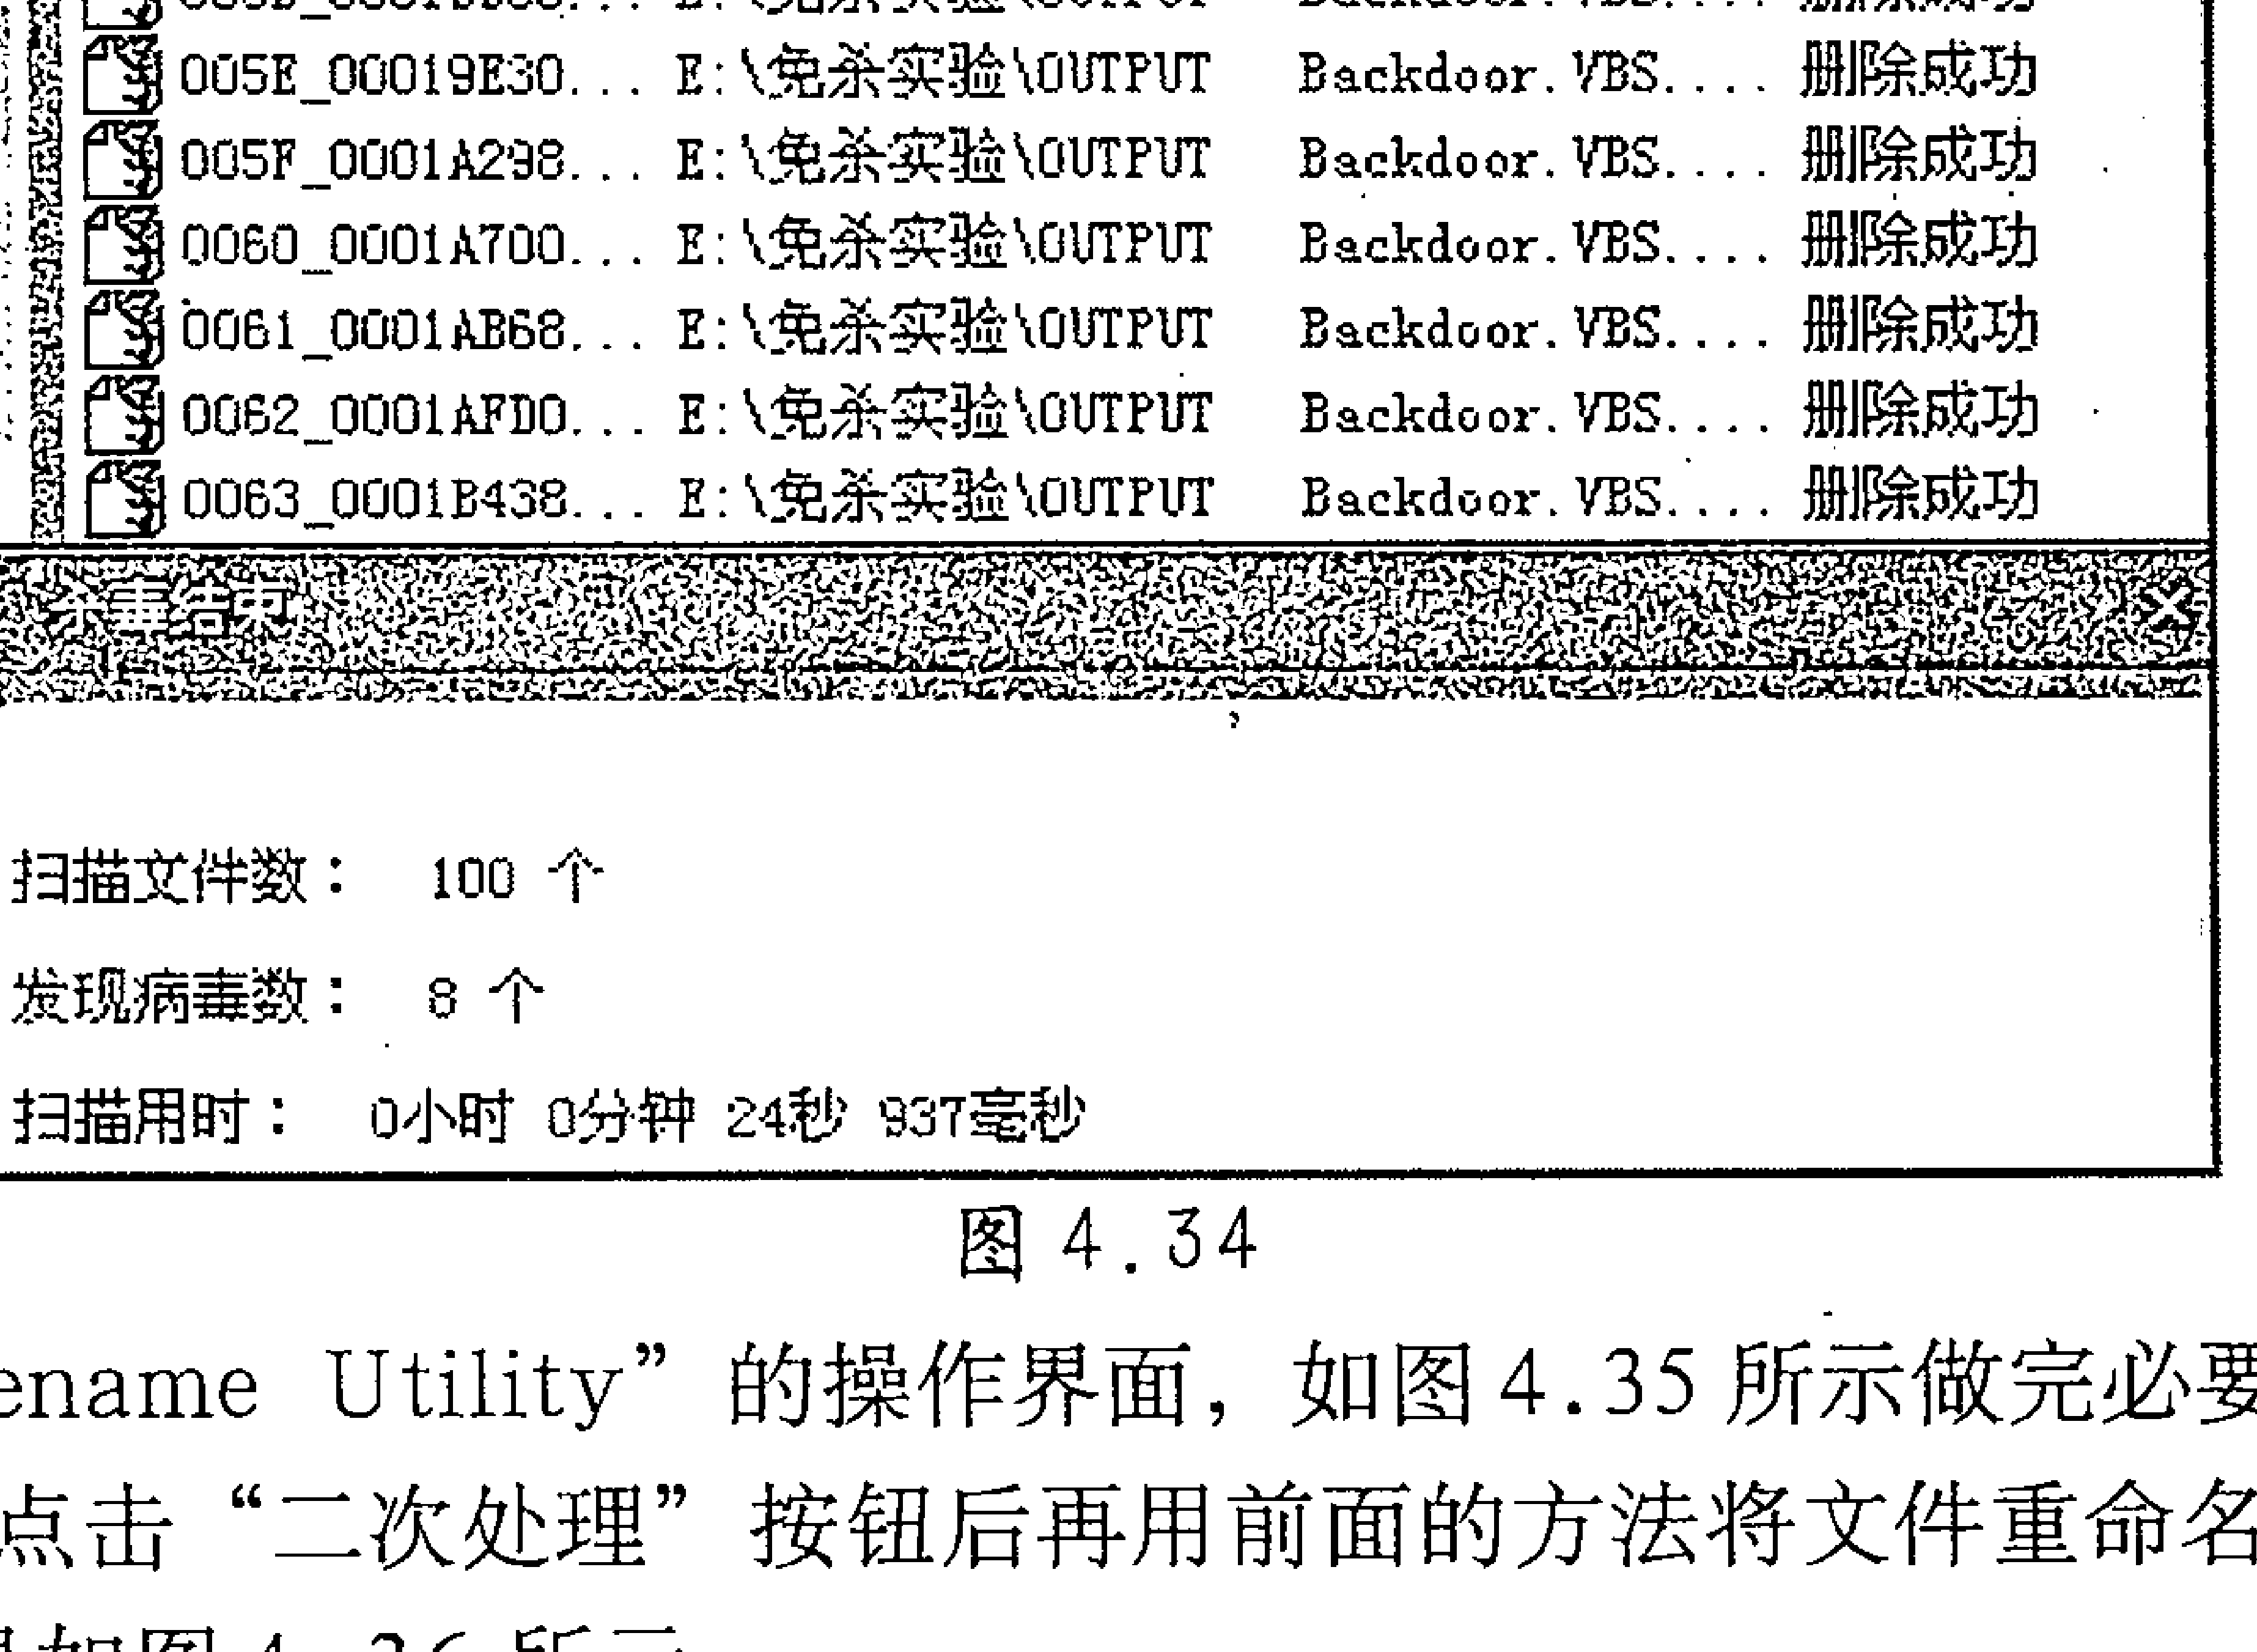 005E_00019E30... E:\免杀实验\OUTPUT Backdoor.VBS.... 删除成功
005F_0001A298... E:\免杀实验\OUTPUT Backdoor.VBS.... 删除成功
0060_0001A700... E:\免杀实验\OUTPUT Backdoor.VBS.... 删除成功
0061_0001AB68... E:\免杀实验\OUTPUT Backdoor.VBS.... 删除成功
0062_0001AFD0... E:\免杀实验\OUTPUT Backdoor.VBS.... 删除成功
0063_0001B438... E:\免杀实验\OUTPUT Backdoor.VBS.... 删除成功
杀毒结束
扫描文件数： 100 个
发现病毒数： 8 个
扫描用时： 0小时 0分钟 24秒 937毫秒
图 4.34
ename Utility”的操作界面，如图 4.35 所示做完必要
点击“二次处理”按钮后再用前面的方法将文件重命名